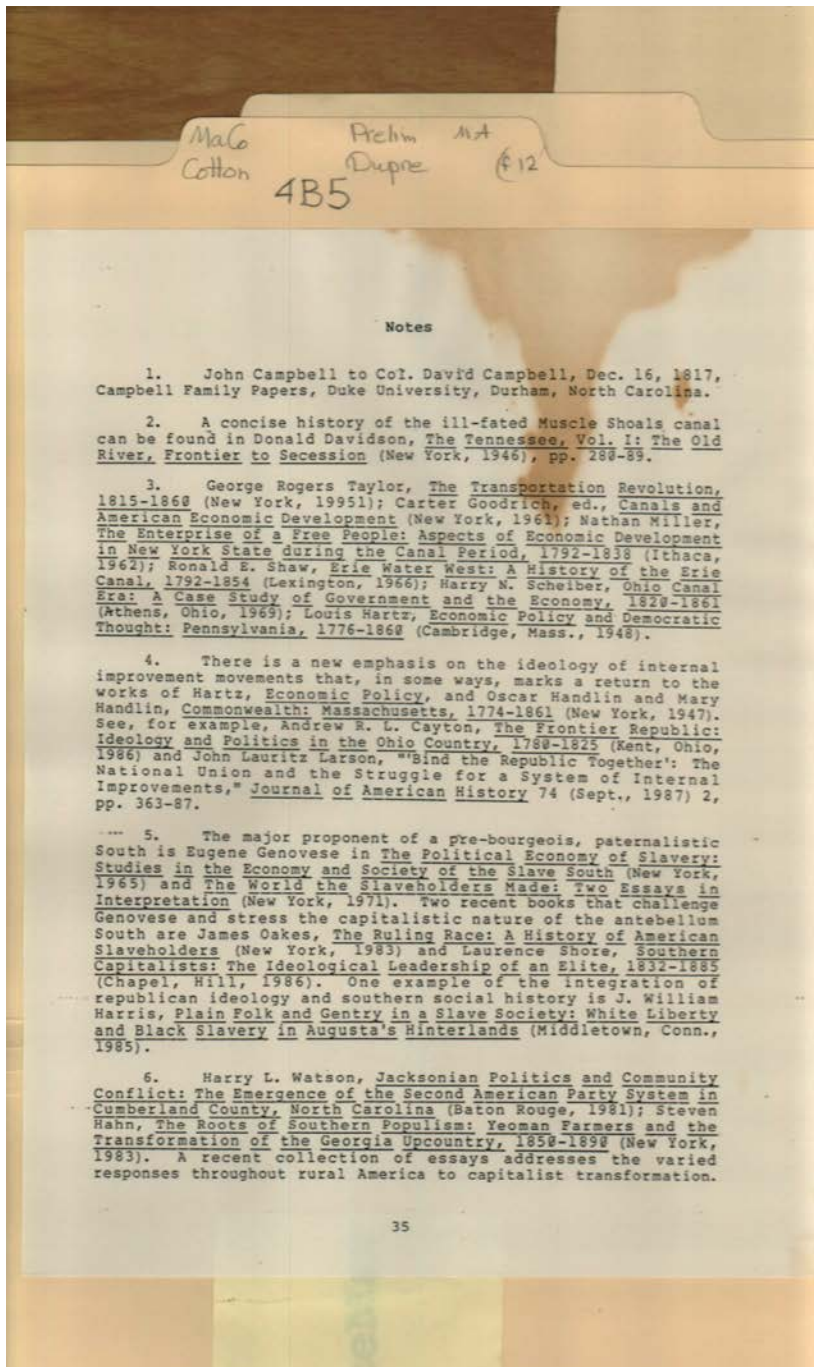 MaCo Prelim MA
Cotton Dupre ¢12
4B5
Notes
1. John Campbell to Col. David Campbell, Dec. 16, 1817,
Campbell Family Papers, Duke University, Durham, North Carolina.
2. A concise history of the ill-fated Muscle Shoals canal
can be found in Donald Davidson, The Tennessee, Vol. I: The Old
River, Frontier to Secession (New York, 1946), pp. 280-89.
3. George Rogers Taylor, The Transportation Revolution,
1815-1860 (New York, 19951); Carter Goodrich, ed., Canals and
American Economic Development (New York, 1961); Nathan Miller,
The Enterprise of a Free People: Aspects of Economic Development
in New York State during the Canal Period, 1792-1838 (Ithaca,
1962); Ronald E. Shaw, Erie Water West: A History of the Erie
Canal, 1792-1854 (Lexington, 1966); Harry N. Scheiber, Ohio Canal
Era: A Case Study of Government and the Economy, 1820-1861
(Athens, Ohio, 1969); Louis Hartz, Economic Policy and Democratic
Thought: Pennsylvania, 1776-1860 (Cambridge, Mass., 1948).
4. There is a new emphasis on the ideology of internal
improvement movements that, in some ways, marks a return to the
works of Hartz, Economic Policy, and Oscar Handlin and Mary
Handlin, Commonwealth: Massachusetts, 1774-1861 (New York, 1947).
See, for example, Andrew R. L. Cayton, The Frontier Republic:
Ideology and Politics in the Ohio Country, 1780-1825 (Kent, Ohio,
1986) and John Lauritz Larson, "'Bind the Republic Together': The
National Union and the Struggle for a System of Internal
Improvements," Journal of American History 74 (Sept., 1987) 2,
pp. 363-87.
5. The major proponent of a pre-bourgeois, paternalistic
South is Eugene Genovese in The Political Economy of Slavery:
Studies in the Economy and Society of the Slave South (New York,
1965) and The World the Slaveholders Made: Two Essays in
Interpretation (New York, 1971). Two recent books that challenge
Genovese and stress the capitalistic nature of the antebellum
South are James Oakes, The Ruling Race: A History of American
Slaveholders (New York, 1983) and Laurence Shore, Southern
Capitalists: The Ideological Leadership of an Elite, 1832-1885
(Chapel, Hill, 1986). One example of the integration of
republican ideology and southern social history is J. William
Harris, Plain Folk and Gentry in a Slave Society: White Liberty
and Black Slavery in Augusta's Hinterlands (Middletown, Conn.,
1985).
6. Harry L. Watson, Jacksonian Politics and Community
Conflict: The Emergence of the Second American Party System in
Cumberland County, North Carolina (Baton Rouge, 1981); Steven
Hahn, The Roots of Southern Populism: Yeoman Farmers and the
Transformation of the Georgia Upcountry, 1850-1890 (New York,
1983). A recent collection of essays addresses the varied
responses throughout rural America to capitalist transformation.
35